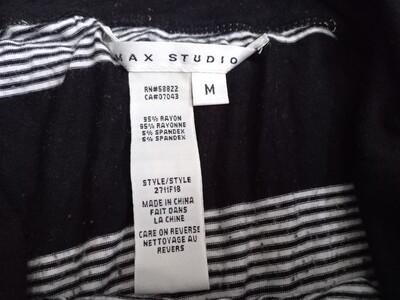 MAX STUDIO
M
RN#58822
CA#07043
95% RAYON
95% RAYONNE
5% SPANDEX
5% SPANDEX
STYLE/STYLE
2711F18
MADE IN CHINA
FAIT DANS
LA CHINE
CARE ON REVERSE
NETTOYAGE AU
REVERS